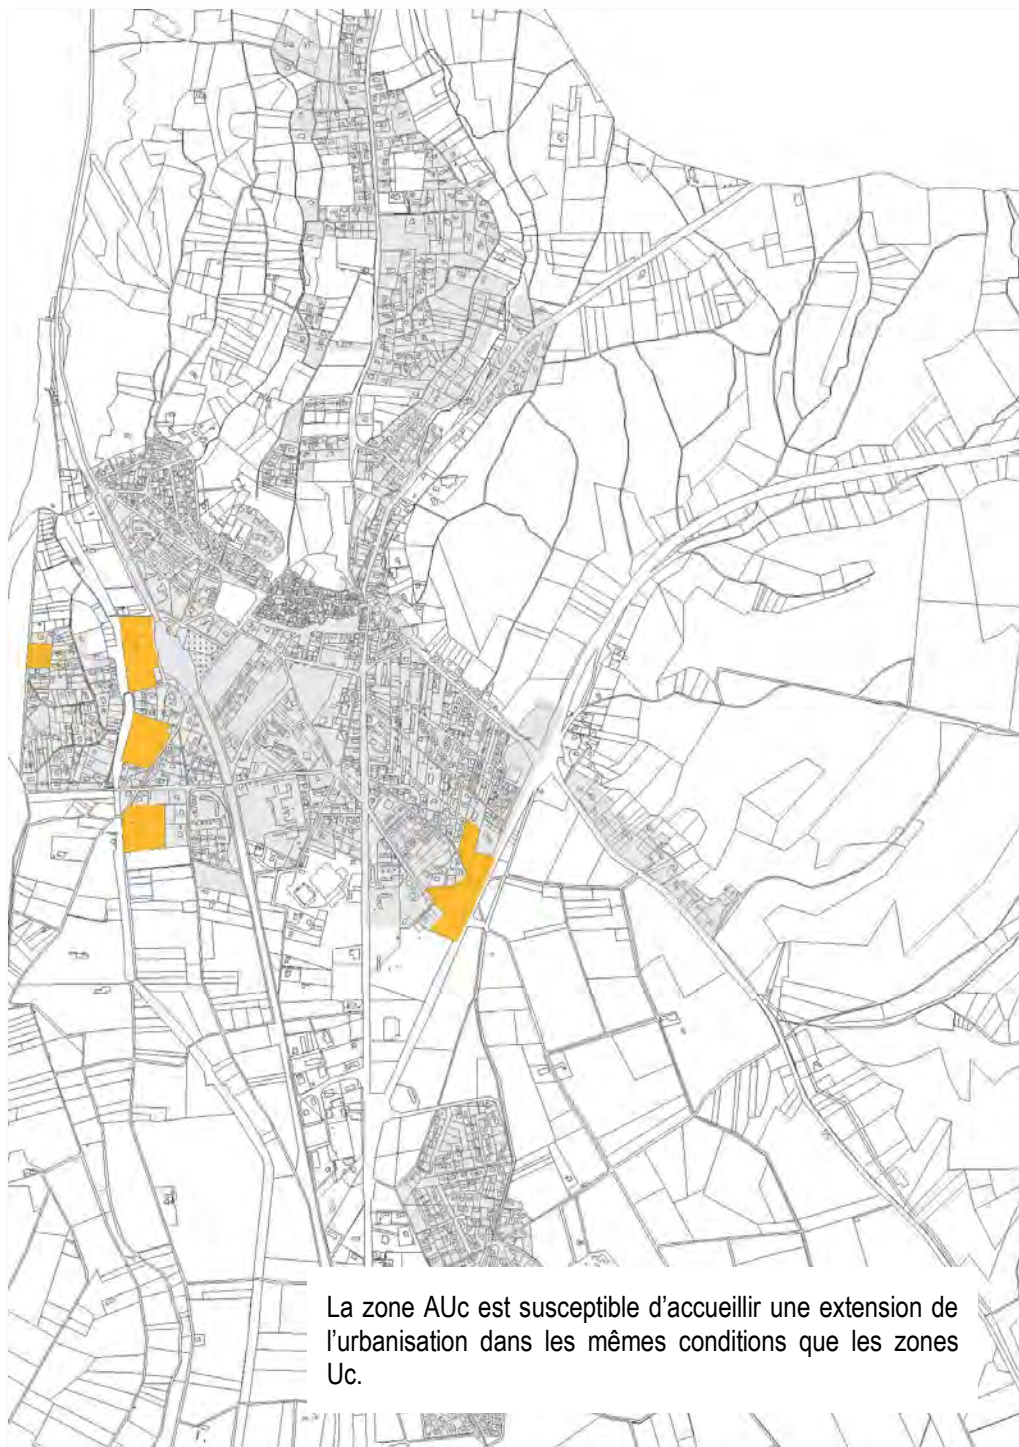 La zone AUc est susceptible d’accueillir une extension de
l’urbanisation dans les mêmes conditions que les zones
Uc.